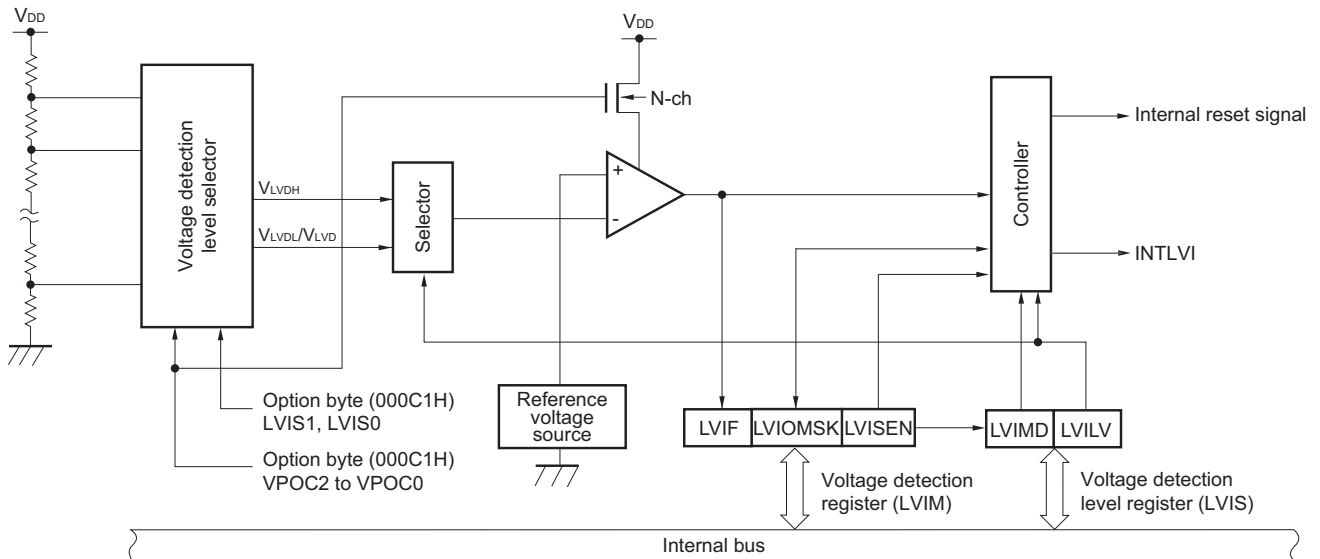 VDD
VDD
N-ch
Voltage detection
level selector
VLVDH
VLVDL/VLVD
Selector
+
-
Controller
Internal reset signal
INTLVI
Option byte (000C1H)
LVIS1, LVIS0
Option byte (000C1H)
VPOC2 to VPOC0
Reference
voltage
source
LVIF
LVIOMSK
LVISEN
LVIMD
LVILV
Voltage detection
register (LVIM)
Voltage detection
level register (LVIS)
Internal bus